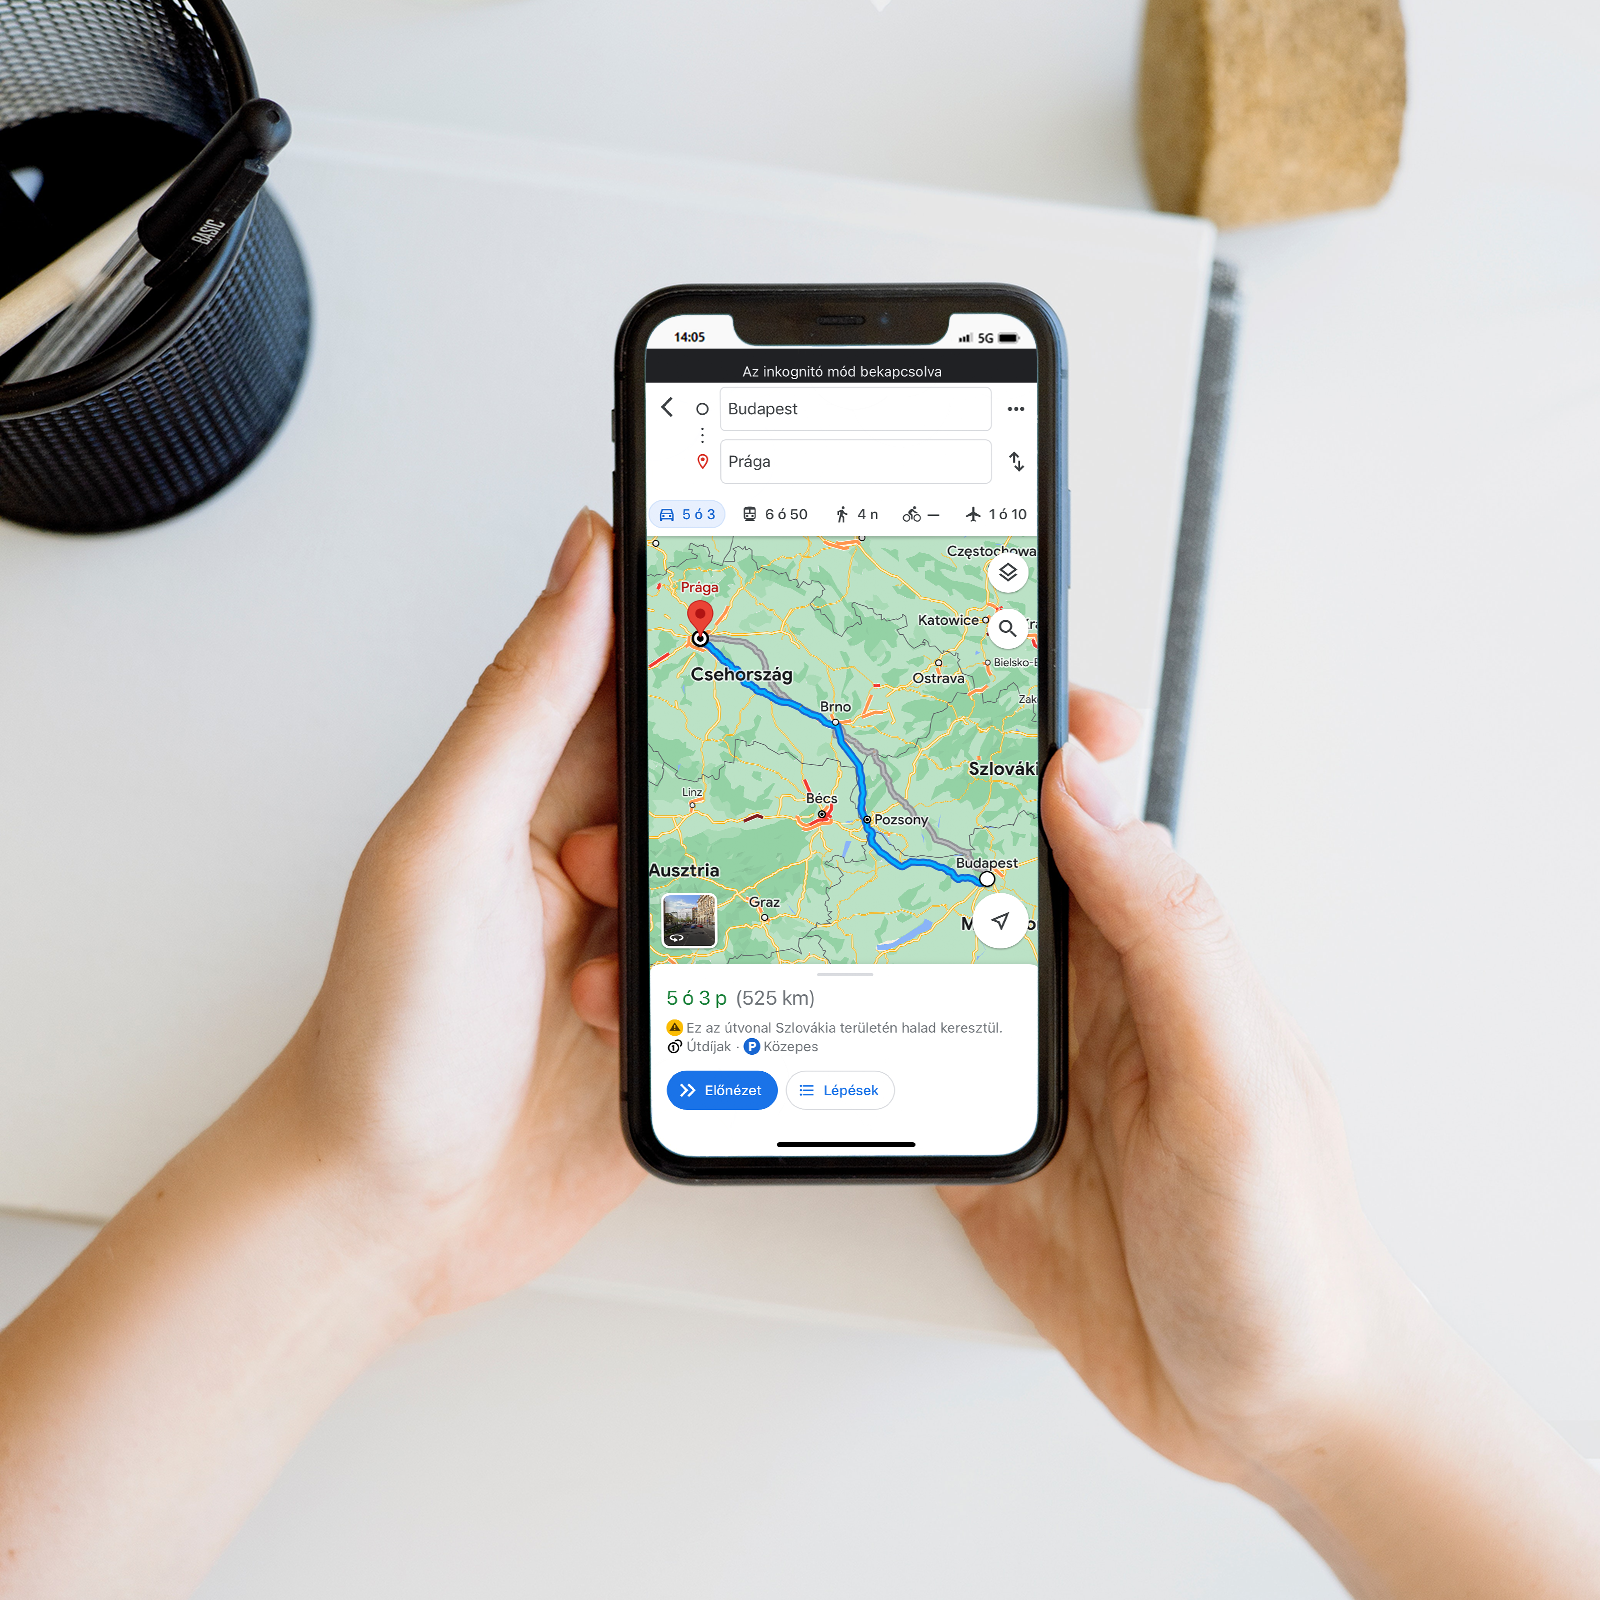 BASIC
14:05 5G
Az inkognitó mód bekapcsolva
Budapest
Prága
5 ó 3 6 ó 50 4 n — 1 ó 10
Częstochowa
Prága
Katowice
Bielsko-B
Csehország
Ostrava
Zak
Brno
Szlováki
Linz
Bécs
Pozsony
Budapest
Ausztria
Graz
5 ó 3 p (525 km)
Ez az útvonal Szlovákia területén halad keresztül.
Útdíjak · P Közepes
Előnézet Lépések